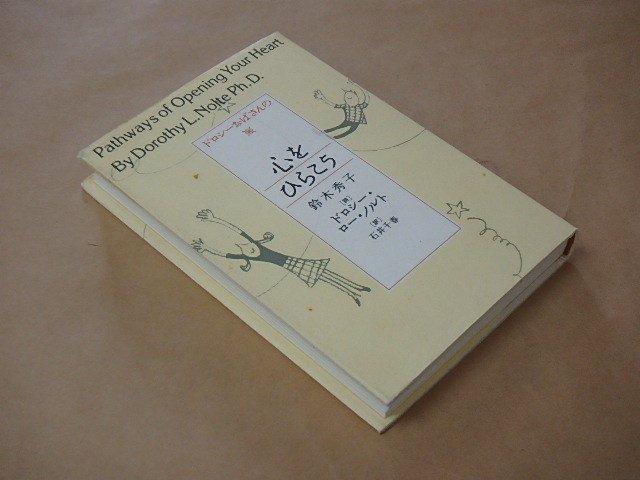 Pathways of Opening Your Heart
By Dorothy L. Nolte Ph.D.
ドロシーおばさんの
心を
ひらこう
鈴木秀子
[著]
ドロシー・
ロー・ノルト
[訳]
石井千春